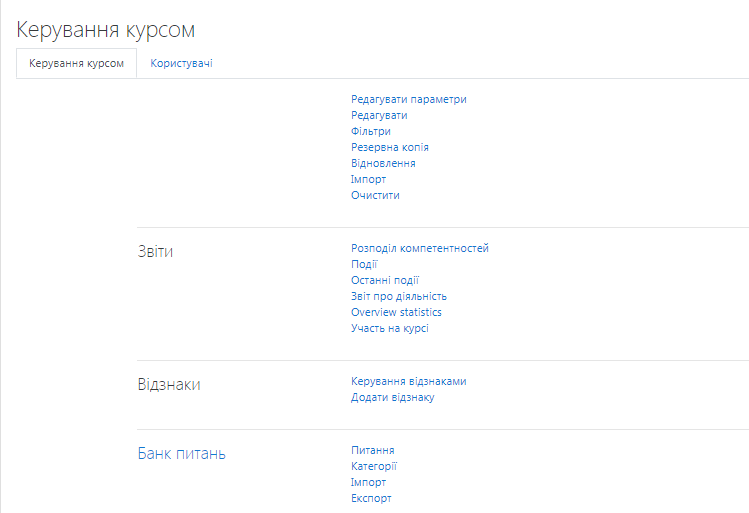 Керування курсом
Керування курсом Користувачі
Редагувати параметри
Редагувати
Фільтри
Резервна копія
Відновлення
Імпорт
Очистити
Звіти
Розподіл компетентностей
Події
Останні події
Звіт про діяльність
Overview statistics
Участь на курсі
Відзнаки
Керування відзнаками
Додати відзнаку
Банк питань
Питання
Категорії
Імпорт
Експорт